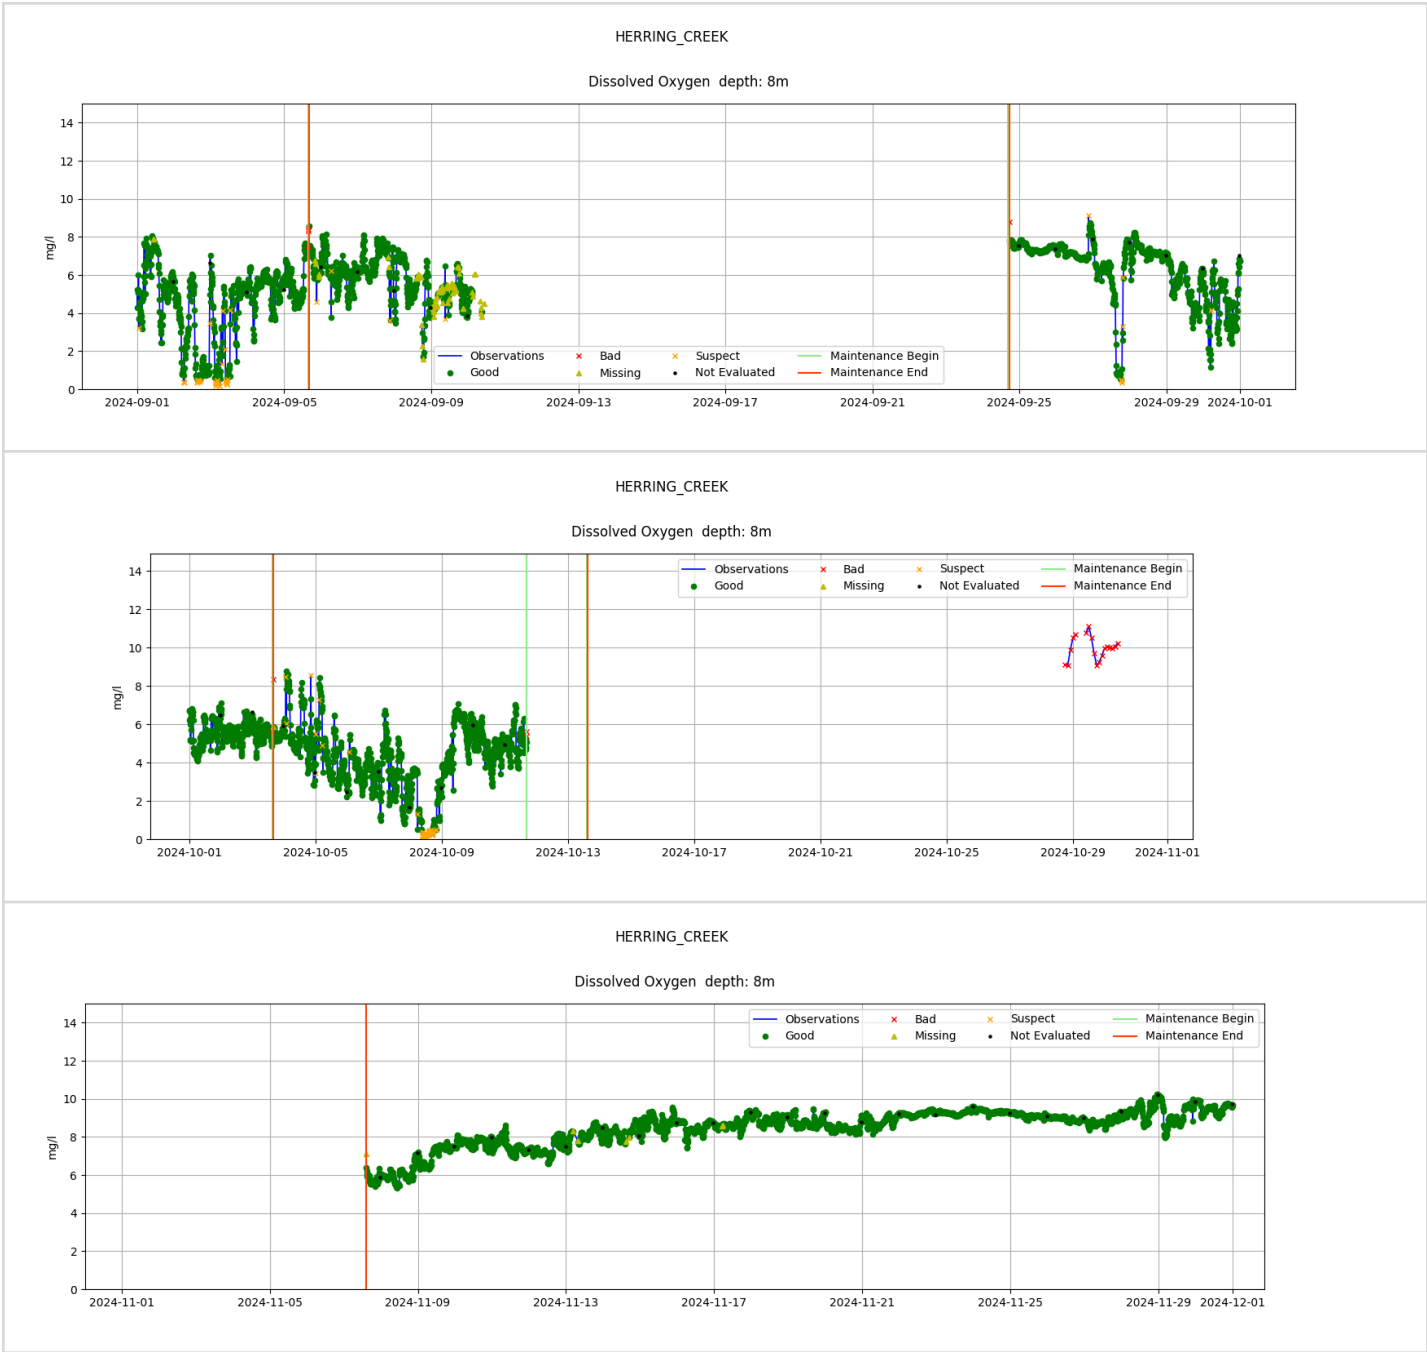 HERRING_CREEK
Dissolved Oxygen  depth: 8m
mg/l
14
12
10
8
6
4
2
0
Observations
Good
Bad
Missing
Suspect
Not Evaluated
Maintenance Begin
Maintenance End
2024-09-01
2024-09-05
2024-09-09
2024-09-13
2024-09-17
2024-09-21
2024-09-25
2024-09-29
2024-10-01
HERRING_CREEK
Dissolved Oxygen  depth: 8m
mg/l
14
12
10
8
6
4
2
0
Observations
Good
Bad
Missing
Suspect
Not Evaluated
Maintenance Begin
Maintenance End
2024-10-01
2024-10-05
2024-10-09
2024-10-13
2024-10-17
2024-10-21
2024-10-25
2024-10-29
2024-11-01
HERRING_CREEK
Dissolved Oxygen  depth: 8m
mg/l
14
12
10
8
6
4
2
0
Observations
Good
Bad
Missing
Suspect
Not Evaluated
Maintenance Begin
Maintenance End
2024-11-01
2024-11-05
2024-11-09
2024-11-13
2024-11-17
2024-11-21
2024-11-25
2024-11-29
2024-12-01